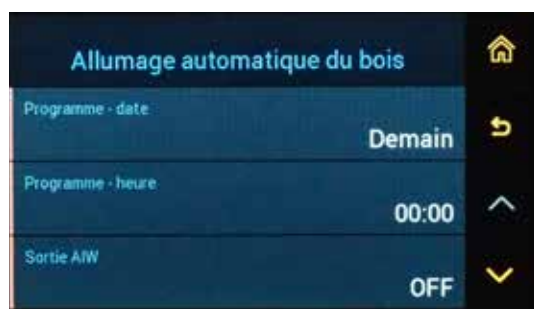 Allumage automatique du bois
Programme - date
Demain
Programme - heure
00:00
Sortie AIW
OFF